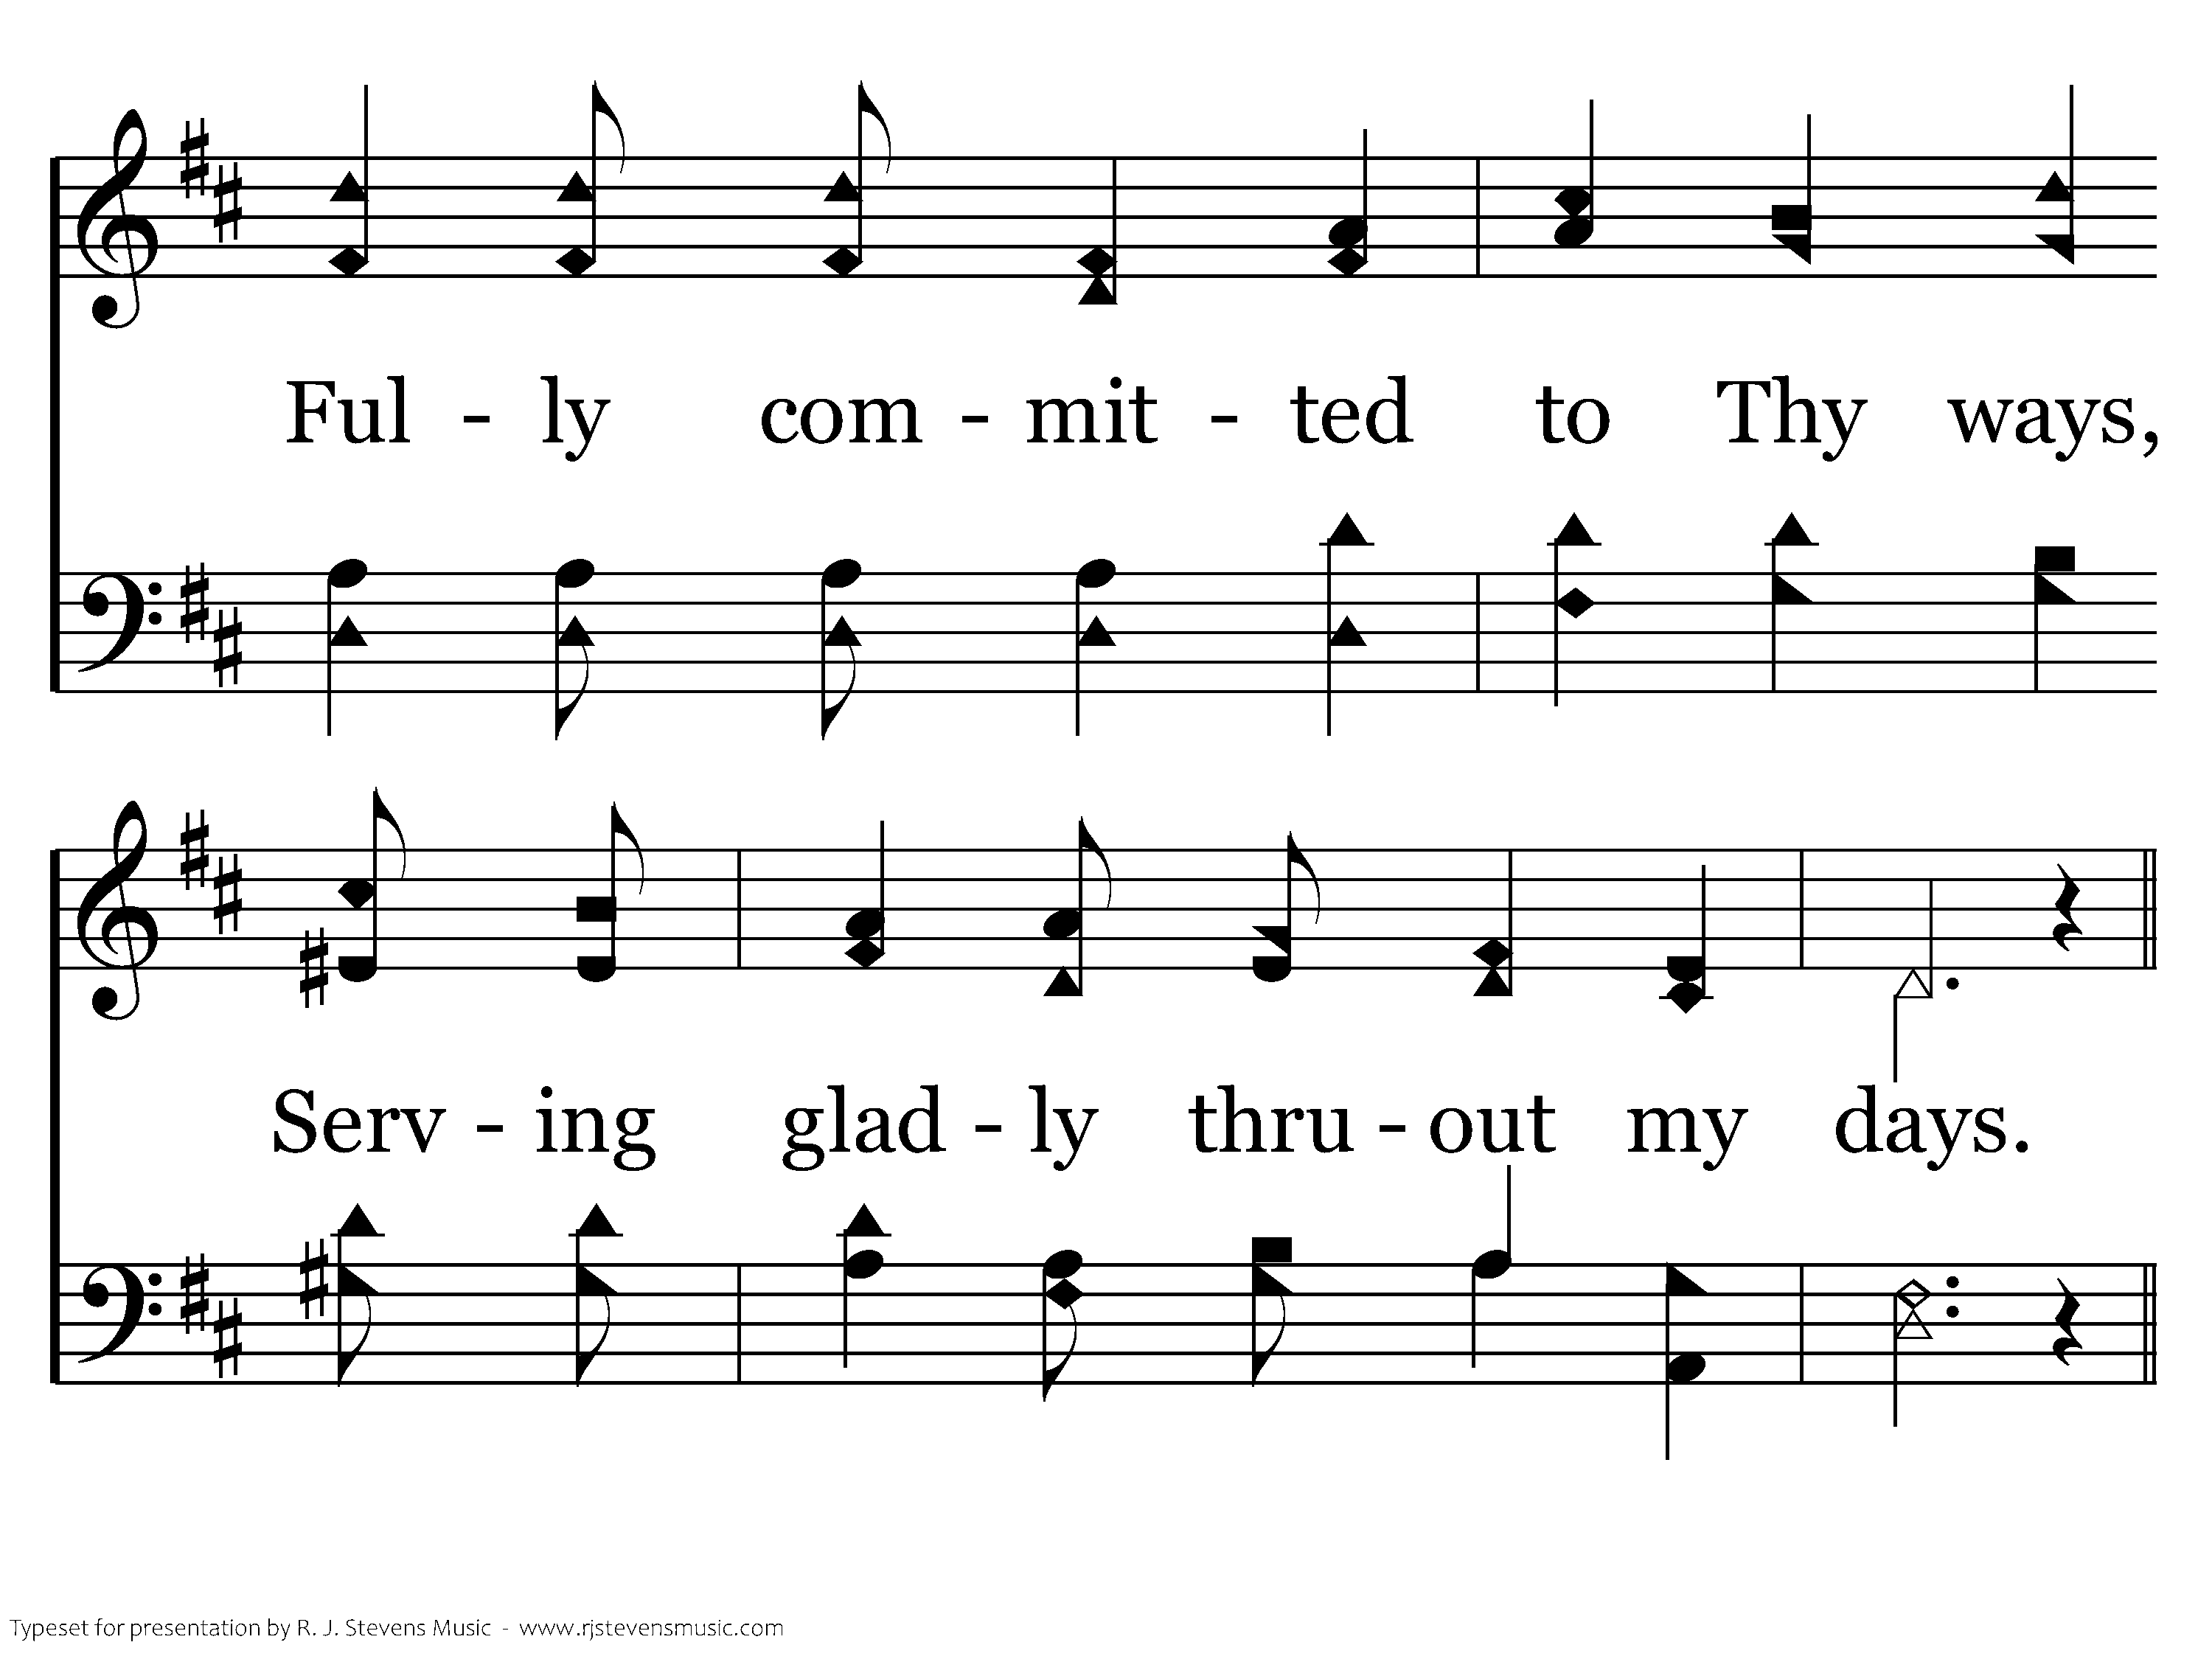 Ful - ly com - mit - ted to Thy ways,
Serv - ing glad - ly thru - out my days.
Typeset for presentation by R. J. Stevens Music - www.rjstevensmusic.com